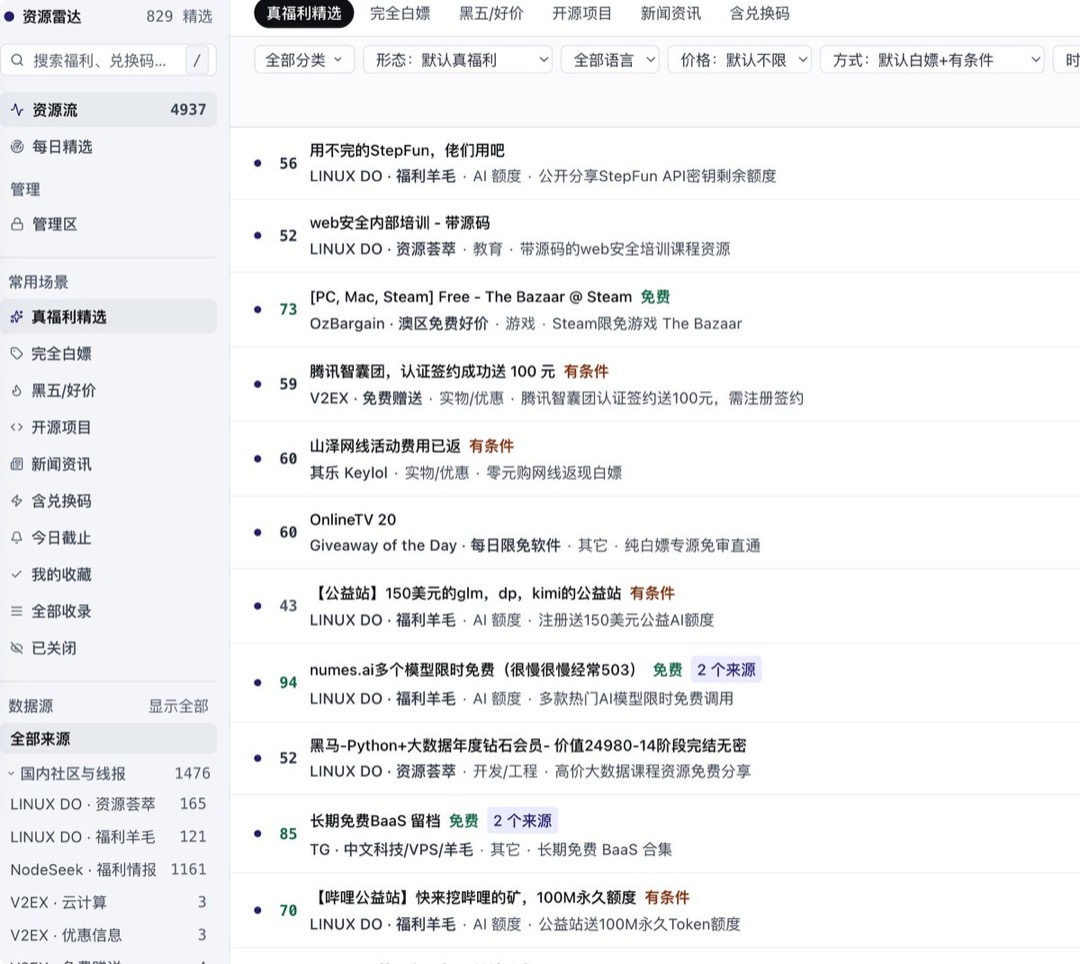 资源雷达 829 精选
搜索福利、兑换码... /
资源流 4937
每日精选
管理
管理区
常用场景
真福利精选
完全白嫖
黑五/好价
开源项目
新闻资讯
含兑换码
今日截止
我的收藏
全部收录
已关闭
数据源 显示全部
全部来源
国内社区与线报 1476
LINUX DO · 资源荟萃 165
LINUX DO · 福利羊毛 121
NodeSeek · 福利情报 1161
V2EX · 云计算 3
V2EX · 优惠信息 3
真福利精选 完全白嫖 黑五/好价 开源项目 新闻资讯 含兑换码
全部分类 形态：默认真福利 全部语言 价格：默认不限 方式：默认白嫖+有条件 时
56 用不完的StepFun，佬们用吧
LINUX DO · 福利羊毛 · AI 额度 · 公开分享StepFun API密钥剩余额度
52 web安全内部培训 - 带源码
LINUX DO · 资源荟萃 · 教育 · 带源码的web安全培训课程资源
73 [PC, Mac, Steam] Free - The Bazaar @ Steam 免费
OzBargain · 澳区免费好价 · 游戏 · Steam限免游戏 The Bazaar
59 腾讯智囊团，认证签约成功送 100 元 有条件
V2EX · 免费赠送 · 实物/优惠 · 腾讯智囊团认证签约送100元，需注册签约
60 山泽网线活动费用已返 有条件
其乐 Keylol · 实物/优惠 · 零元购网线返现白嫖
60 OnlineTV 20
Giveaway of the Day · 每日限免软件 · 其它 · 纯白嫖专源免审直通
43 【公益站】150美元的glm，dp，kimi的公益站 有条件
LINUX DO · 福利羊毛 · AI 额度 · 注册送150美元公益AI额度
94 numes.ai多个模型限时免费（很慢很慢经常503） 免费 2 个来源
LINUX DO · 福利羊毛 · AI 额度 · 多款热门AI模型限时免费调用
52 黑马-Python+大数据年度钻石会员- 价值24980-14阶段完结无密
LINUX DO · 资源荟萃 · 开发/工程 · 高价大数据课程资源免费分享
85 长期免费BaaS 留档 免费 2 个来源
TG · 中文科技/VPS/羊毛 · 其它 · 长期免费 BaaS 合集
70 【哔哩公益站】快来挖哔哩的矿，100M永久额度 有条件
LINUX DO · 福利羊毛 · AI 额度 · 公益站送100M永久Token额度